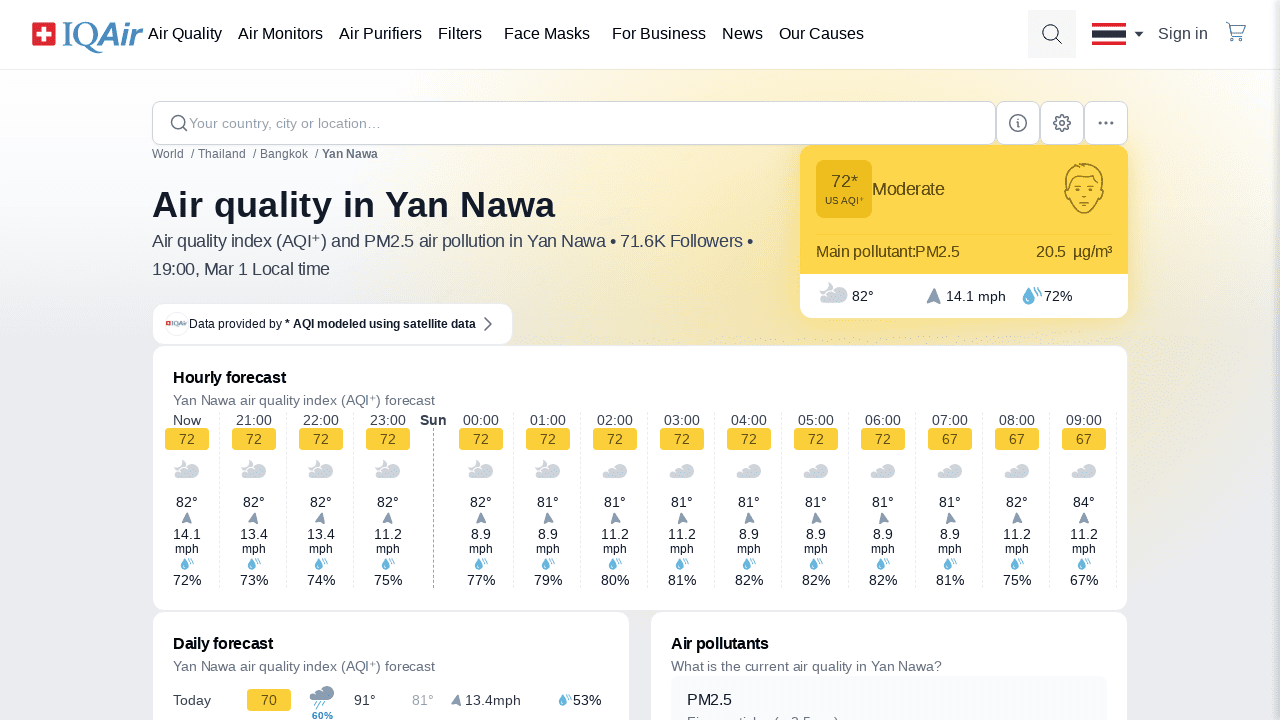 IQAir Air Quality Air Monitors Air Purifiers Filters Face Masks For Business News Our Causes Sign in
Your country, city or location…
World / Thailand / Bangkok / Yan Nawa
Air quality in Yan Nawa
Air quality index (AQI⁺) and PM2.5 air pollution in Yan Nawa • 71.6K Followers •
19:00, Mar 1 Local time
72*
US AQI⁺
Moderate
Main pollutant:PM2.5 20.5 µg/m³
82° 14.1 mph 72%
IQAir Data provided by * AQI modeled using satellite data
Hourly forecast
Yan Nawa air quality index (AQI⁺) forecast
Now 21:00 22:00 23:00 Sun 00:00 01:00 02:00 03:00 04:00 05:00 06:00 07:00 08:00 09:00
72 72 72 72 72 72 72 72 72 72 72 67 67 67
82° 82° 82° 82° 82° 81° 81° 81° 81° 81° 81° 81° 82° 84°
14.1 13.4 13.4 11.2 8.9 8.9 11.2 11.2 8.9 8.9 8.9 8.9 11.2 11.2
mph mph mph mph mph mph mph mph mph mph mph mph mph mph
72% 73% 74% 75% 77% 79% 80% 81% 82% 82% 82% 81% 75% 67%
Daily forecast
Yan Nawa air quality index (AQI⁺) forecast
Today 70 91° 81° 13.4mph 53%
60%
Air pollutants
What is the current air quality in Yan Nawa?
PM2.5